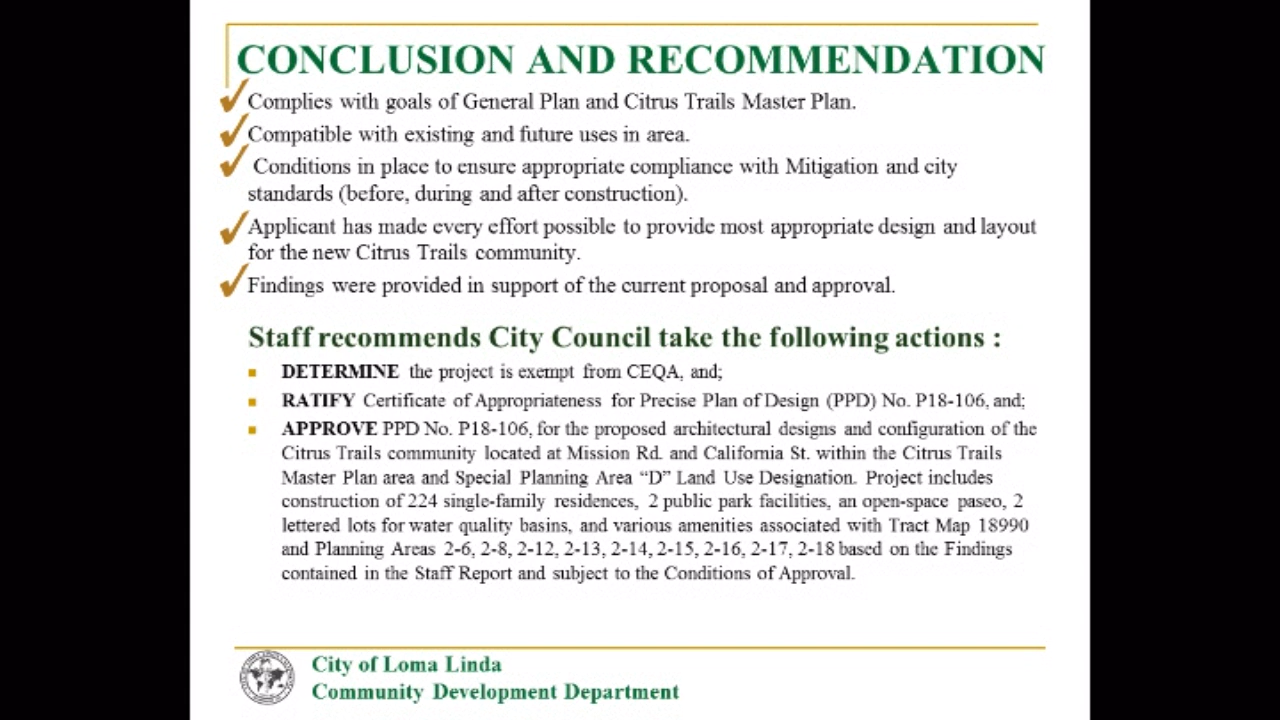 CONCLUSION AND RECOMMENDATION
Complies with goals of General Plan and Citrus Trails Master Plan.
Compatible with existing and future uses in area.
Conditions in place to ensure appropriate compliance with Mitigation and city
standards (before, during and after construction).
Applicant has made every effort possible to provide most appropriate design and layout
for the new Citrus Trails community.
Findings were provided in support of the current proposal and approval.
Staff recommends City Council take the following actions :
DETERMINE the project is exempt from CEQA, and;
RATIFY Certificate of Appropriateness for Precise Plan of Design (PPD) No. P18-106, and;
APPROVE PPD No. P18-106, for the proposed architectural designs and configuration of the
Citrus Trails community located at Mission Rd. and California St. within the Citrus Trails
Master Plan area and Special Planning Area “D” Land Use Designation. Project includes
construction of 224 single-family residences, 2 public park facilities, an open-space paseo, 2
lettered lots for water quality basins, and various amenities associated with Tract Map 18990
and Planning Areas 2-6, 2-8, 2-12, 2-13, 2-14, 2-15, 2-16, 2-17, 2-18 based on the Findings
contained in the Staff Report and subject to the Conditions of Approval.
City of Loma Linda
Community Development Department